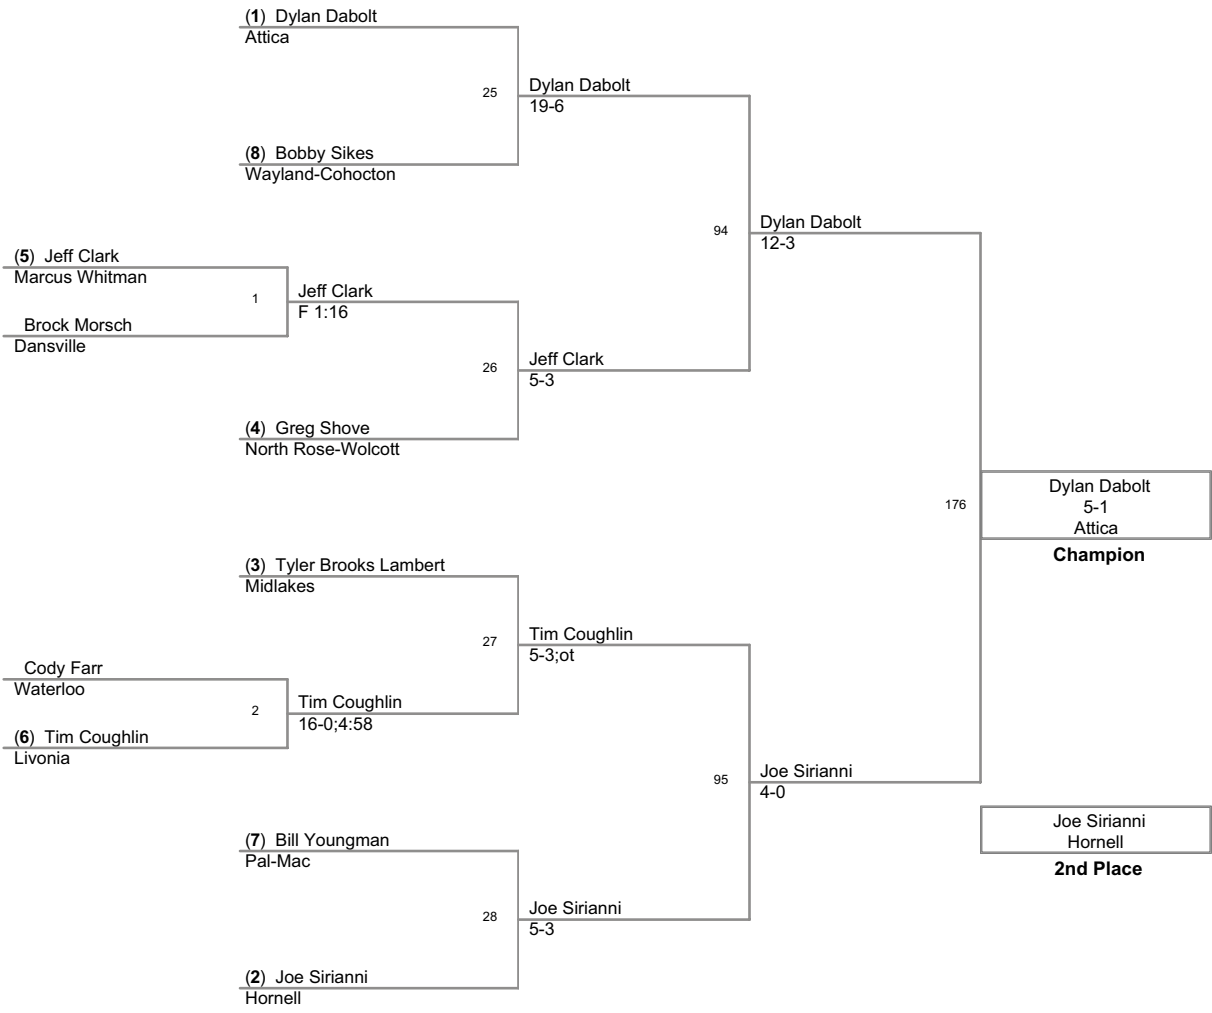 (1) Dylan Dabolt
Attica
25
Dylan Dabolt
19-6
(8) Bobby Sikes
Wayland-Cohocton
94
Dylan Dabolt
12-3
(5) Jeff Clark
Marcus Whitman
1
Jeff Clark
F 1:16
Brock Morsch
Dansville
26
Jeff Clark
5-3
(4) Greg Shove
North Rose-Wolcott
176
Dylan Dabolt
5-1
Attica
Champion
(3) Tyler Brooks Lambert
Midlakes
27
Tim Coughlin
5-3;ot
Cody Farr
Waterloo
2
Tim Coughlin
16-0;4:58
(6) Tim Coughlin
Livonia
95
Joe Sirianni
4-0
Joe Sirianni
Hornell
2nd Place
(7) Bill Youngman
Pal-Mac
28
Joe Sirianni
5-3
(2) Joe Sirianni
Hornell